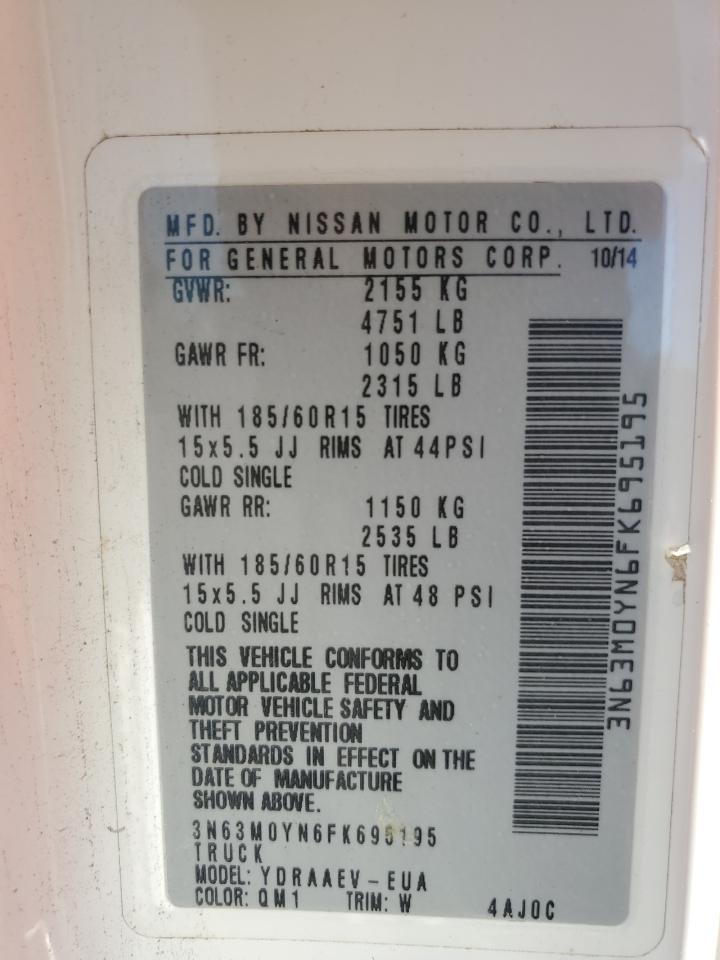 MFD. BY NISSAN MOTOR CO., LTD.
FOR GENERAL MOTORS CORP. 10/14
GVWR: 2155 KG
4751 LB
GAWR FR: 1050 KG
2315 LB
WITH 185/60R15 TIRES
15x5.5 JJ RIMS AT 44PSI
COLD SINGLE
GAWR RR: 1150 KG
2535 LB
WITH 185/60R15 TIRES
15x5.5 JJ RIMS AT 48 PSI
COLD SINGLE
THIS VEHICLE CONFORMS TO
ALL APPLICABLE FEDERAL
MOTOR VEHICLE SAFETY AND
THEFT PREVENTION
STANDARDS IN EFFECT ON THE
DATE OF MANUFACTURE
SHOWN ABOVE.
3N63M0YN6FK695195
TRUCK
MODEL: YDRAAEV-EUA
COLOR: QM1 TRIM: W 4AJ0C
3N63M0YN6FK695195